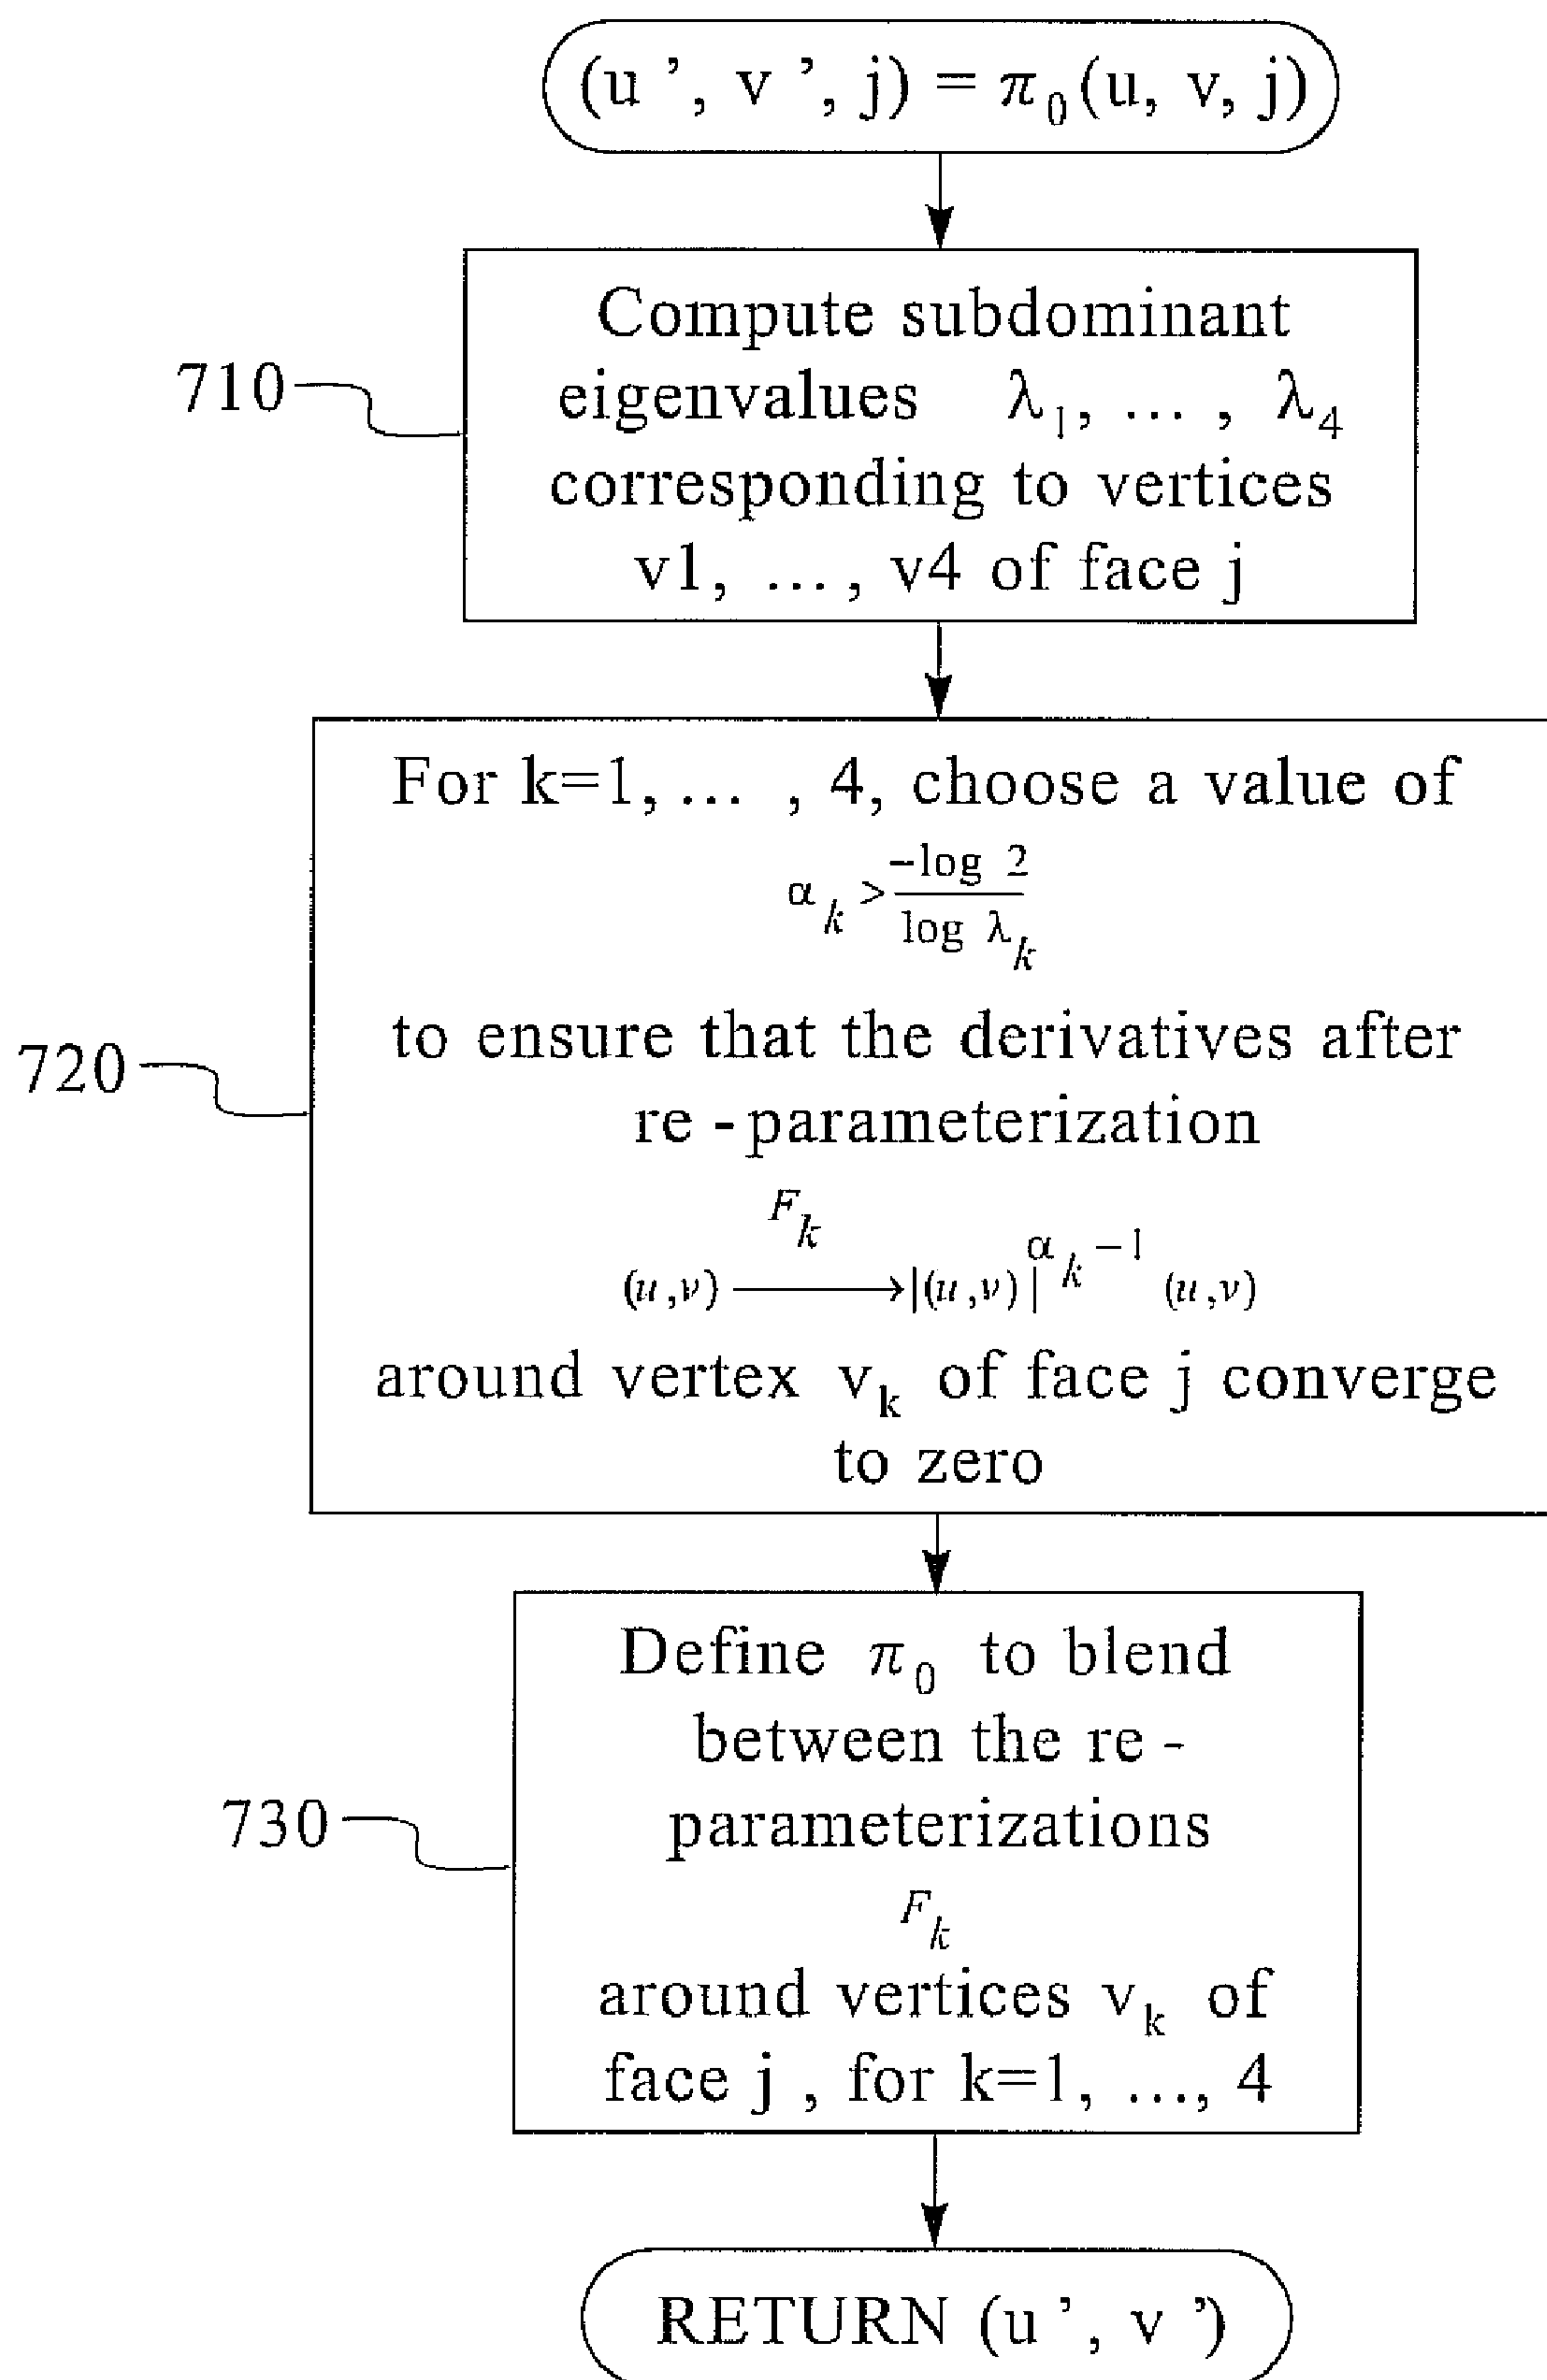 (u ’, v ’, j) = π₀(u, v, j)
710
Compute subdominant
eigenvalues λ₁, ... , λ₄
corresponding to vertices
v1, ... , v4 of face j
720
For k=1, ... , 4, choose a value of
αₖ > -log 2 / log λₖ
to ensure that the derivatives after
re -parameterization
Fₖ
(u,v) ⟶ |(u,v)|^(αₖ-1) (u,v)
around vertex vₖ of face j converge
to zero
730
Define π₀ to blend
between the re -
parameterizations
Fₖ
around vertices vₖ of
face j , for k=1, ..., 4
RETURN (u ’, v ’)